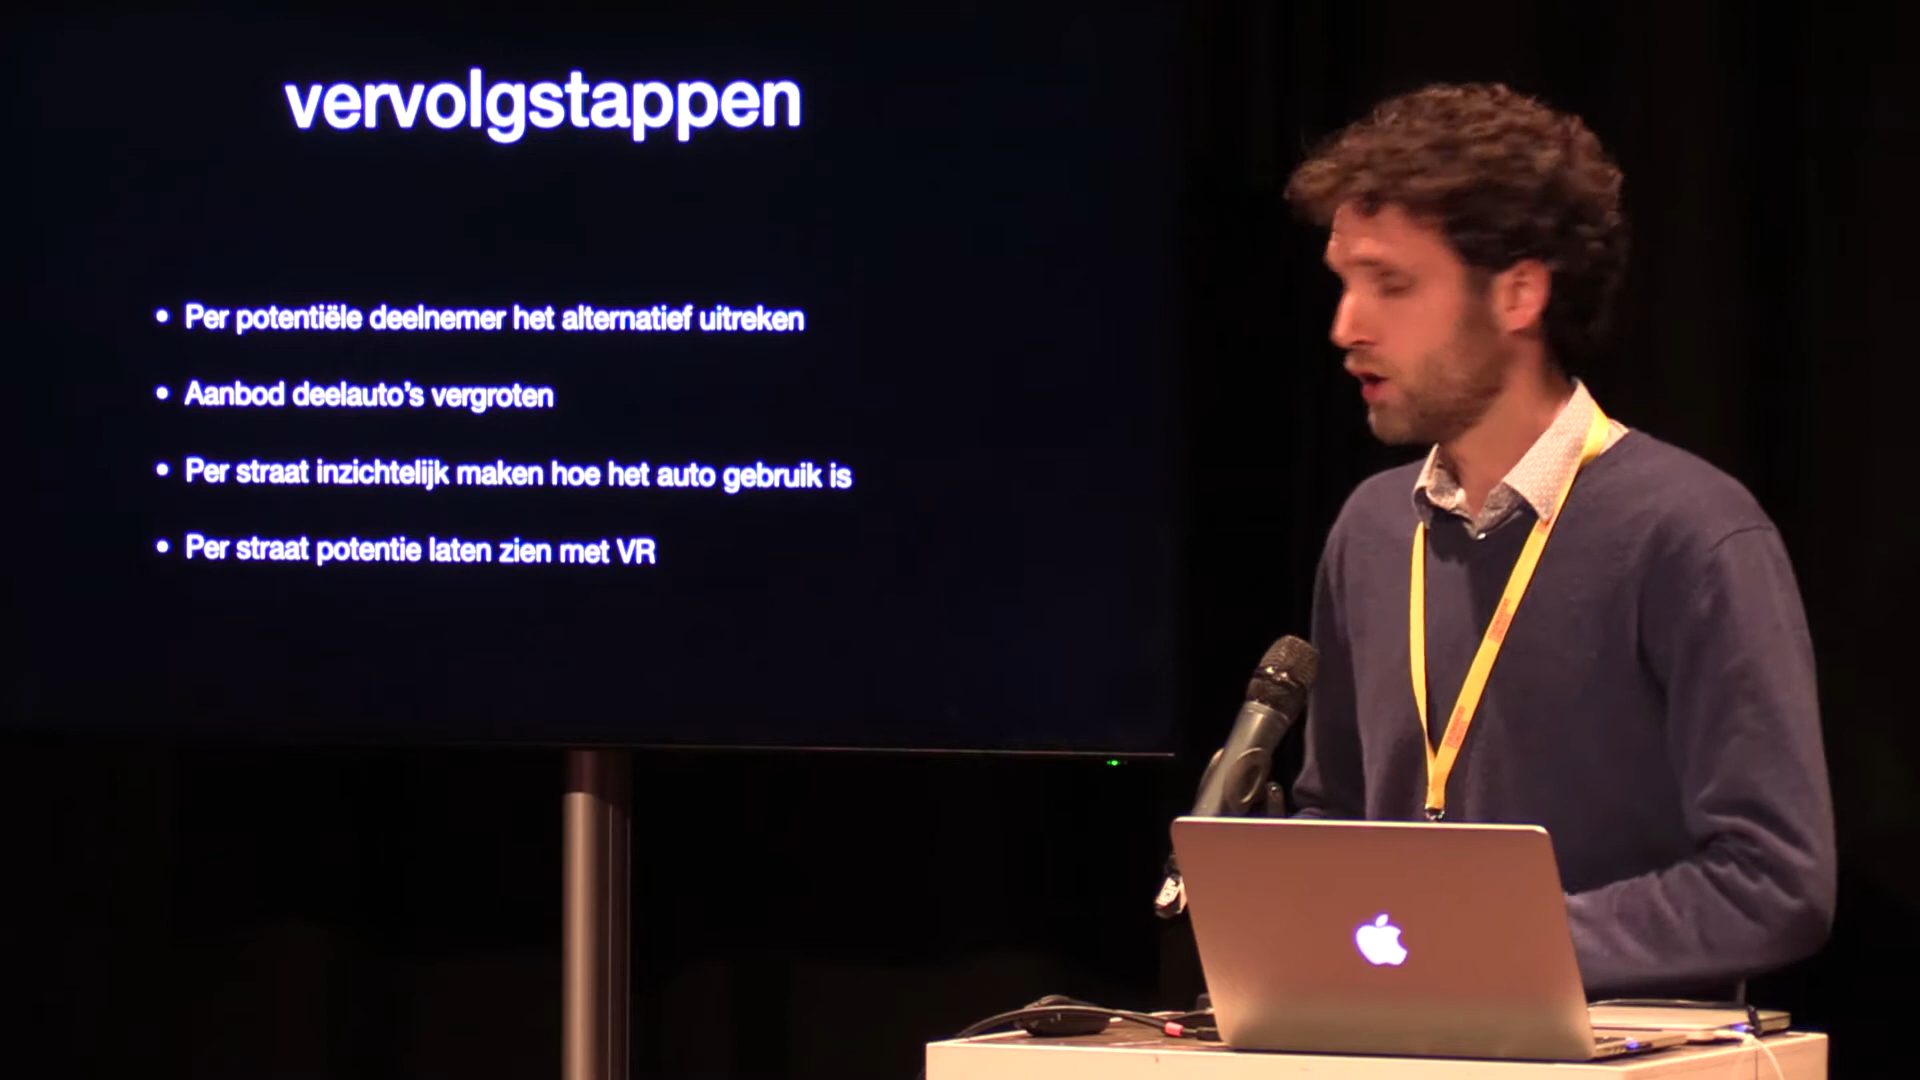 vervolgstappen
• Per potentiële deelnemer het alternatief uitreken
• Aanbod deelauto's vergroten
• Per straat inzichtelijk maken hoe het auto gebruik is
• Per straat potentie laten zien met VR